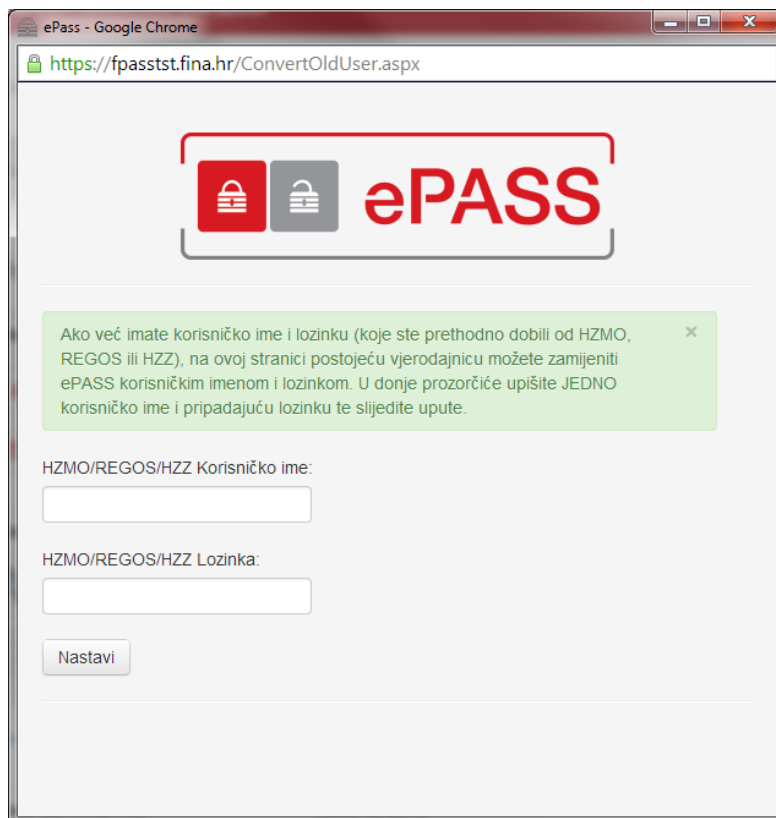 ePass - Google Chrome
https://fpasstst.fina.hr/ConvertOldUser.aspx
ePASS
Ako već imate korisničko ime i lozinku (koje ste prethodno dobili od HZMO,
REGOS ili HZZ), na ovoj stranici postojeću vjerodajnicu možete zamijeniti
ePASS korisničkim imenom i lozinkom. U donje prozorčiće upišite JEDNO
korisničko ime i pripadajuću lozinku te slijedite upute.
HZMO/REGOS/HZZ Korisničko ime:
HZMO/REGOS/HZZ Lozinka:
Nastavi